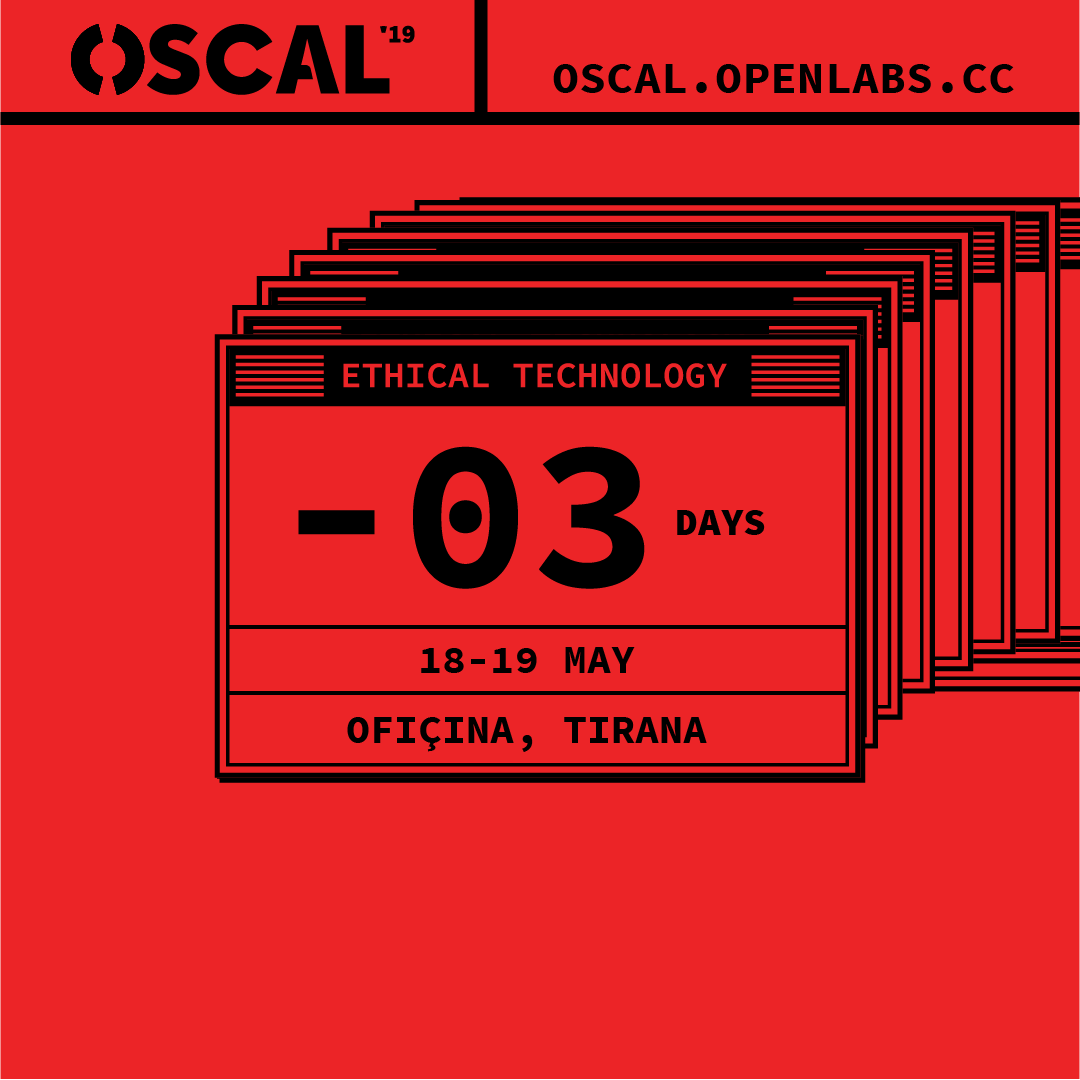 OSCAL '19
OSCAL.OPENLABS.CC
ETHICAL TECHNOLOGY
-03 DAYS
18-19 MAY
OFIÇINA, TIRANA